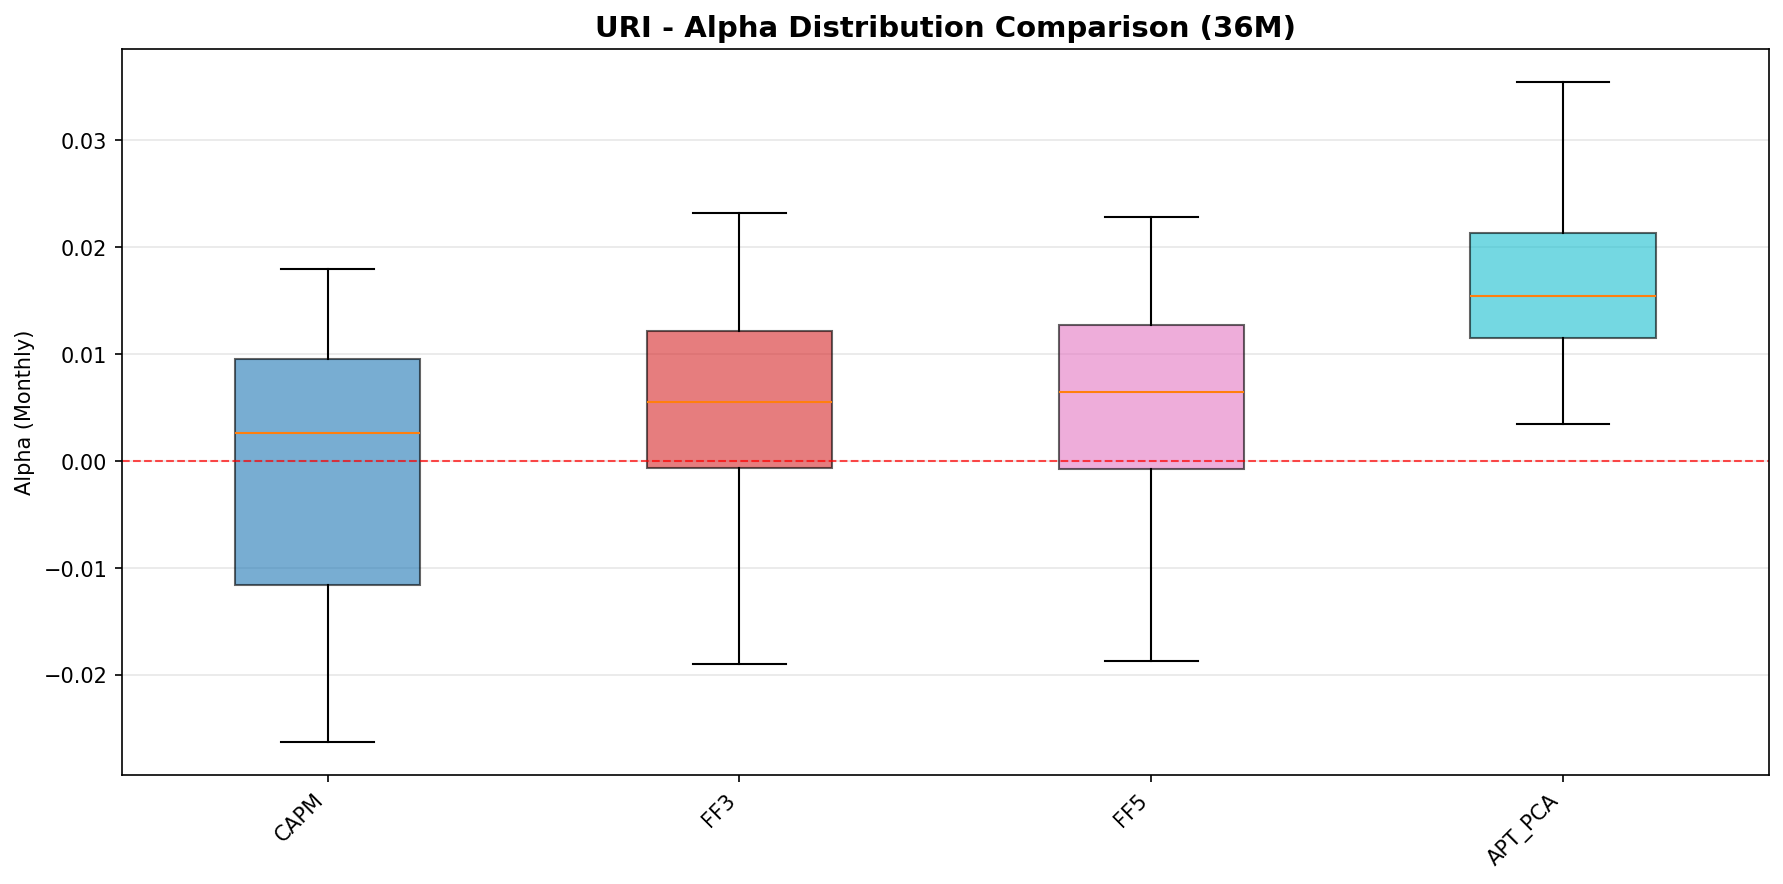 URI - Alpha Distribution Comparison (36M)
Alpha (Monthly)
0.03
0.02
0.01
0.00
−0.01
−0.02
CAPM
FF3
FF5
APT_PCA